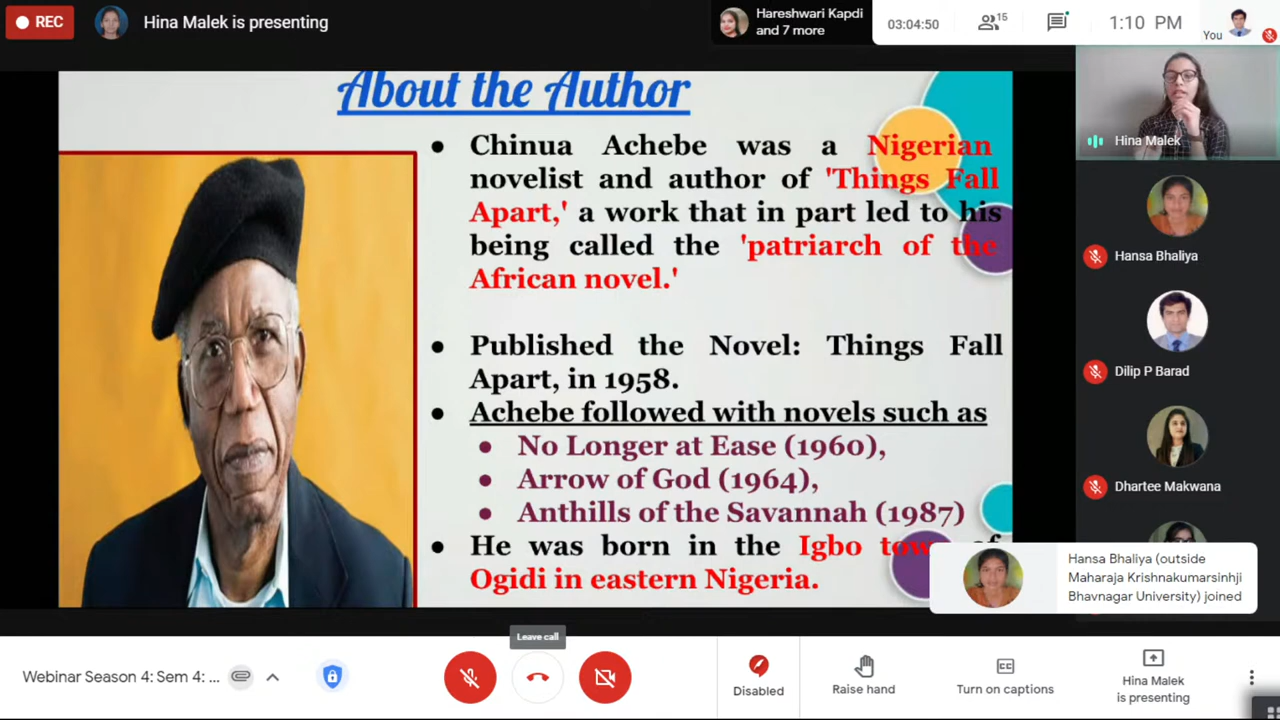 REC
Hina Malek is presenting
Hareshwari Kapdi
and 7 more
03:04:50
15
1:10 PM
You
About the Author
● Chinua Achebe was a Nigerian
novelist and author of 'Things Fall
Apart,' a work that in part led to his
being called the 'patriarch of the
African novel.'
● Published the Novel: Things Fall
Apart, in 1958.
● Achebe followed with novels such as
● No Longer at Ease (1960),
● Arrow of God (1964),
● Anthills of the Savannah (1987)
● He was born in the Igbo town of
Ogidi in eastern Nigeria.
Hina Malek
Hansa Bhaliya
Dilip P Barad
Dhartee Makwana
Hansa Bhaliya (outside
Maharaja Krishnakumarsinhji
Bhavnagar University) joined
Leave call
Webinar Season 4: Sem 4: ...
Disabled
Raise hand
CC
Turn on captions
Hina Malek
is presenting